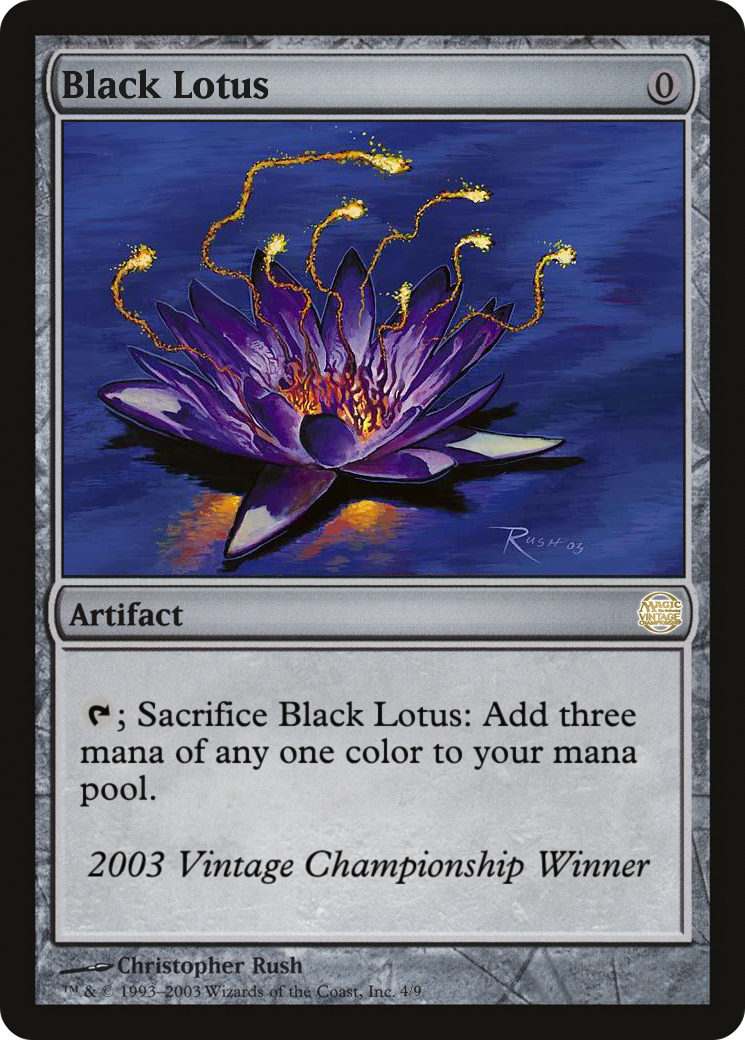 Black Lotus 0
RUSH 03
Artifact
MAGIC
VINTAGE
CHAMPIONSHIP
; Sacrifice Black Lotus: Add three
mana of any one color to your mana
pool.
2003 Vintage Championship Winner
Christopher Rush
™ & © 1993–2003 Wizards of the Coast, Inc. 4/9